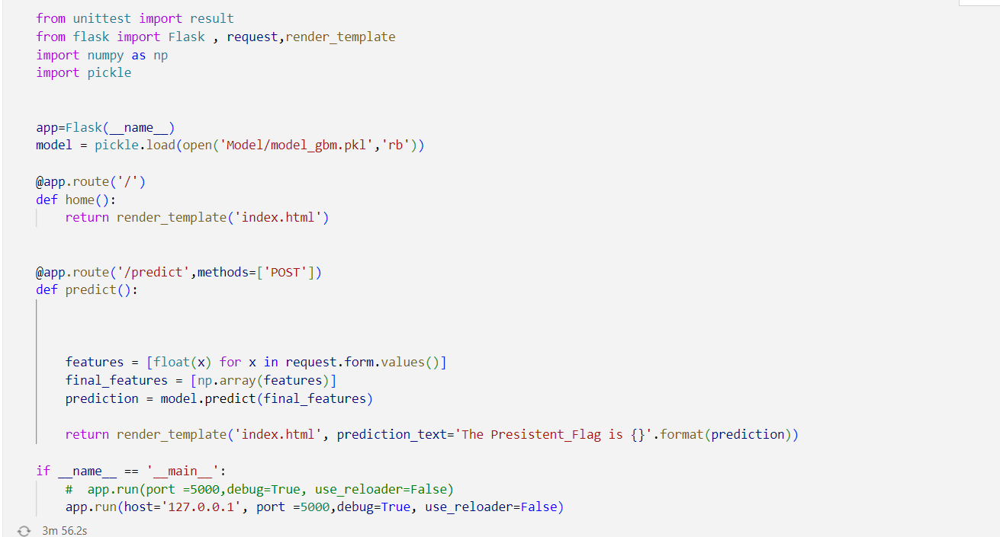 from unittest import result
from flask import Flask , request,render_template
import numpy as np
import pickle
app=Flask(__name__)
model = pickle.load(open('Model/model_gbm.pkl','rb'))
@app.route('/')
def home():
    return render_template('index.html')
@app.route('/predict',methods=['POST'])
def predict():
    features = [float(x) for x in request.form.values()]
    final_features = [np.array(features)]
    prediction = model.predict(final_features)
    return render_template('index.html', prediction_text='The Presistent_Flag is {}'.format(prediction))
if __name__ == '__main__':
    #  app.run(port =5000,debug=True, use_reloader=False)
    app.run(host='127.0.0.1', port =5000,debug=True, use_reloader=False)
3m 56.2s